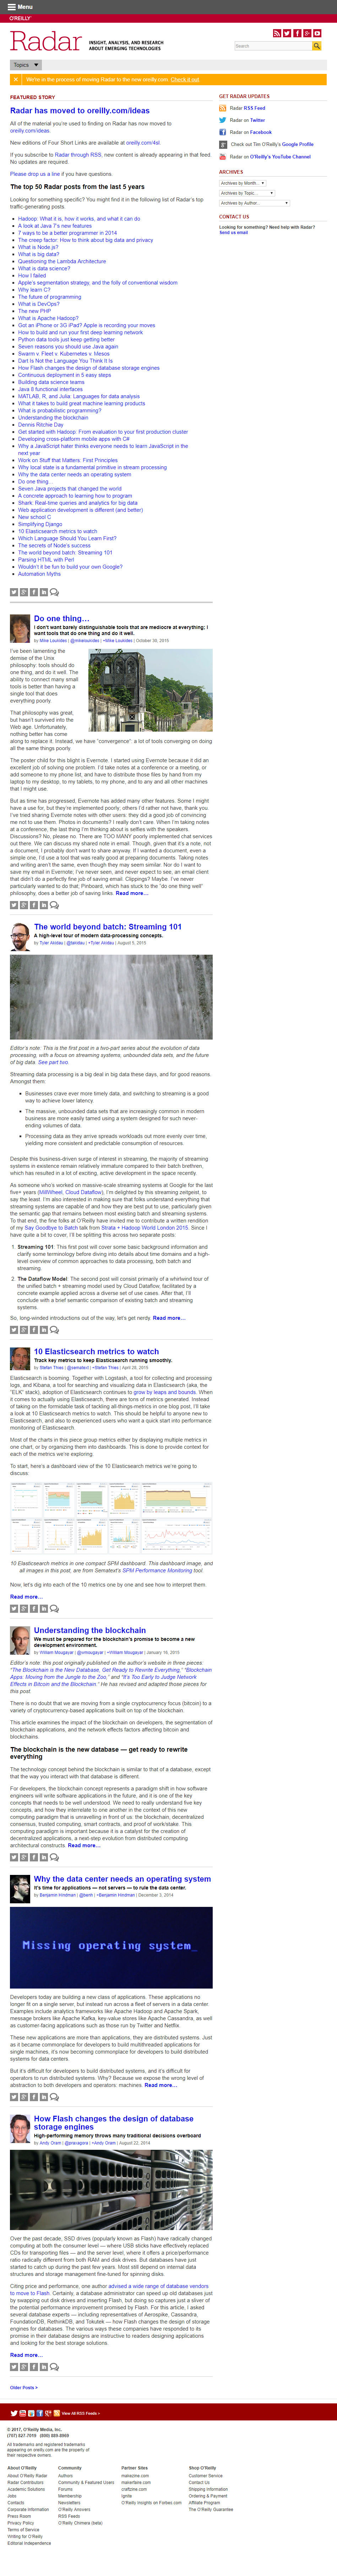 Menu
O'REILLY
Radar
INSIGHT, ANALYSIS, AND RESEARCH
ABOUT EMERGING TECHNOLOGIES
Search
Topics
We're in the process of moving Radar to the new oreilly.com. Check it out.
FEATURED STORY
Radar has moved to oreilly.com/ideas
All of the material you're used to finding on Radar has now moved to
oreilly.com/ideas.
New editions of Four Short Links are also available at oreilly.com/4sl.
If you subscribe to Radar through RSS, new content is already appearing in that feed.
No updates are required.
Please drop us a line if you have questions.
The top 50 Radar posts from the last 5 years
Looking for something specific? You might find it in the following list of Radar's top
traffic-generating posts.
Hadoop: What it is, how it works, and what it can do
A look at Java 7's new features
7 ways to be a better programmer in 2014
The creep factor: How to think about big data and privacy
What is Node.js?
What is big data?
Questioning the Lambda Architecture
What is data science?
How I failed
Apple's segmentation strategy, and the folly of conventional wisdom
Why learn C?
The future of programming
What is DevOps?
The new PHP
What is Apache Hadoop?
Got an iPhone or 3G iPad? Apple is recording your moves
How to build and run your first deep learning network
Python data tools just keep getting better
Seven reasons you should use Java again
Swarm v. Fleet v. Kubernetes v. Mesos
Dart Is Not the Language You Think It Is
How Flash changes the design of database storage engines
Continuous deployment in 5 easy steps
Building data science teams
Java 8 functional interfaces
MATLAB, R, and Julia: Languages for data analysis
What it takes to build great machine learning products
What is probabilistic programming?
Understanding the blockchain
Dennis Ritchie Day
Get started with Hadoop: From evaluation to your first production cluster
Developing cross-platform mobile apps with C#
Why a JavaScript hater thinks everyone needs to learn JavaScript in the
next year
Work on Stuff that Matters: First Principles
Why local state is a fundamental primitive in stream processing
Why the data center needs an operating system
Do one thing…
Seven Java projects that changed the world
A concrete approach to learning how to program
Shark: Real-time queries and analytics for big data
Web application development is different (and better)
New school C
Simplifying Django
10 Elasticsearch metrics to watch
Which Language Should You Learn First?
The secrets of Node's success
The world beyond batch: Streaming 101
Parsing HTML with Perl
Wouldn't it be fun to build your own Google?
Automation Myths
Do one thing…
I don't want barely distinguishable tools that are mediocre at everything; I
want tools that do one thing and do it well.
by Mike Loukides | @mikeloukides | +Mike Loukides | October 30, 2015
I've been lamenting
the demise of the Unix
philosophy: tools should
do one thing, and do it
well. The ability to
connect many small
tools is better than
having a single tool that
does everything poorly.
That philosophy was great,
but hasn't survived into the
Web age. Unfortunately,
nothing better has come
along to replace it. Instead, we have "convergence": a lot of tools converging on doing
all the same things poorly.
The poster child for this blight is Evernote. I started using Evernote because it did an
excellent job of solving one problem. I'd take notes at a conference or a meeting, or
add someone to my phone list, and have to distribute those files by hand from my
laptop to my desktop, to my tablets, to my phone, and to any and all other machines
that I might use.
But as time has progressed, Evernote has added many other features. Some I might
have a use for, but they're implemented poorly; others I'd rather not have, thank you.
I've tried sharing Evernote notes with other users: they did a good job of convincing
me not to use them. Photos in documents? I really don't care. When I'm taking notes
at a conference, the last thing I'm thinking about is selfies with the speakers.
Discussions? No, please no. There are TOO MANY poorly implemented chat services
out there. We can discuss my shared note in email. Though, given that it's a note, not
a document, I probably don't want to share anyway. If I wanted a document, even a
simple one, I'd use a tool that was really good at preparing documents. Taking notes
and writing aren't the same, even though they may seem similar. Nor do I want to
save my email in Evernote; I've never seen, and never expect to see, an email client
that didn't do a perfectly fine job of saving email. Clippings? Maybe. I've never
particularly wanted to do that; Pinboard, which has stuck to the "do one thing well"
philosophy, does a better job of saving links. Read more…
The world beyond batch: Streaming 101
A high-level tour of modern data-processing concepts.
by Tyler Akidau | @takidau | +Tyler Akidau | August 5, 2015
Editor's note: This is the first post in a two-part series about the evolution of data
processing, with a focus on streaming systems, unbounded data sets, and the future
of big data. See part two.
Streaming data processing is a big deal in big data these days, and for good reasons.
Amongst them:
Businesses crave ever more timely data, and switching to streaming is a good
way to achieve lower latency.
The massive, unbounded data sets that are increasingly common in modern
business are more easily tamed using a system designed for such never-
ending volumes of data.
Processing data as they arrive spreads workloads out more evenly over time,
yielding more consistent and predictable consumption of resources.
Despite this business-driven surge of interest in streaming, the majority of streaming
systems in existence remain relatively immature compared to their batch brethren,
which has resulted in a lot of exciting, active development in the space recently.
As someone who's worked on massive-scale streaming systems at Google for the last
five+ years (MillWheel, Cloud Dataflow), I'm delighted by this streaming zeitgeist, to
say the least. I'm also interested in making sure that folks understand everything that
streaming systems are capable of and how they are best put to use, particularly given
the semantic gap that remains between most existing batch and streaming systems.
To that end, the fine folks at O'Reilly have invited me to contribute a written rendition
of my Say Goodbye to Batch talk from Strata + Hadoop World London 2015. Since I
have quite a bit to cover, I'll be splitting this across two separate posts:
1. Streaming 101: This first post will cover some basic background information and
clarify some terminology before diving into details about time domains and a high-
level overview of common approaches to data processing, both batch and
streaming.
2. The Dataflow Model: The second post will consist primarily of a whirlwind tour of
the unified batch + streaming model used by Cloud Dataflow, facilitated by a
concrete example applied across a diverse set of use cases. After that, I'll
conclude with a brief semantic comparison of existing batch and streaming
systems.
So, long-winded introductions out of the way, let's get nerdy. Read more…
10 Elasticsearch metrics to watch
Track key metrics to keep Elasticsearch running smoothly.
by Stefan Thies | @sematext | +Stefan Thies | April 26, 2015
Elasticsearch is booming. Together with Logstash, a tool for collecting and processing
logs, and Kibana, a tool for searching and visualizing data in Elasticsearch (aka, the
"ELK" stack), adoption of Elasticsearch continues to grow by leaps and bounds. When
it comes to actually using Elasticsearch, there are tons of metrics generated. Instead
of taking on the formidable task of tackling all-things-metrics in one blog post, I'll take
a look at 10 Elasticsearch metrics to watch. This should be helpful to anyone new to
Elasticsearch, and also to experienced users who want a quick start into performance
monitoring of Elasticsearch.
Most of the charts in this piece group metrics either by displaying multiple metrics in
one chart, or by organizing them into dashboards. This is done to provide context for
each of the metrics we're exploring.
To start, here's a dashboard view of the 10 Elasticsearch metrics we're going to
discuss:
10 Elasticsearch metrics in one compact SPM dashboard. This dashboard image, and
all images in this post, are from Sematext's SPM Performance Monitoring tool.
Now, let's dig into each of the 10 metrics one by one and see how to interpret them.
Read more…
Understanding the blockchain
We must be prepared for the blockchain's promise to become a new
development environment.
by William Mougayar | @wmougayar | +William Mougayar | January 16, 2015
Editor's note: this post originally published on the author's website in three pieces:
"The Blockchain is the New Database, Get Ready to Rewrite Everything," "Blockchain
Apps: Moving from the Jungle to the Zoo," and "It's Too Early to Judge Network
Effects in Bitcoin and the Blockchain." He has revised and adapted those pieces for
this post.
There is no doubt that we are moving from a single cryptocurrency focus (bitcoin) to a
variety of cryptocurrency-based applications built on top of the blockchain.
This article examines the impact of the blockchain on developers, the segmentation of
blockchain applications, and the network effects factors affecting bitcoin and
blockchains.
The blockchain is the new database — get ready to rewrite
everything
The technology concept behind the blockchain is similar to that of a database, except
that the way you interact with that database is different.
For developers, the blockchain concept represents a paradigm shift in how software
engineers will write software applications in the future, and it is one of the key
concepts that need to be well understood. We need to really understand five key
concepts, and how they interrelate to one another in the context of this new
computing paradigm that is unravelling in front of us: the blockchain, decentralized
consensus, trusted computing, smart contracts, and proof of work/stake. This
computing paradigm is important because it is a catalyst for the creation of
decentralized applications, a next-step evolution from distributed computing
architectural constructs. Read more…
Why the data center needs an operating system
It's time for applications — not servers — to rule the data center.
by Benjamin Hindman | @benh | +Benjamin Hindman | December 3, 2014
Missing operating system_
Developers today are building a new class of applications. These applications no
longer fit on a single server, but instead run across a fleet of servers in a data center.
Examples include analytics frameworks like Apache Hadoop and Apache Spark,
message brokers like Apache Kafka, key-value stores like Apache Cassandra, as well
as customer-facing applications such as those run by Twitter and Netflix.
These new applications are more than applications, they are distributed systems. Just
as it became commonplace for developers to build multithreaded applications for
single machines, it's now becoming commonplace for developers to build distributed
systems for data centers.
But it's difficult for developers to build distributed systems, and it's difficult for
operators to run distributed systems. Why? Because we expose the wrong level of
abstraction to both developers and operators: machines. Read more…
How Flash changes the design of database
storage engines
High-performing memory throws many traditional decisions overboard
by Andy Oram | @praxagora | +Andy Oram | August 22, 2014
Over the past decade, SSD drives (popularly known as Flash) have radically changed
computing at both the consumer level — where USB sticks have effectively replaced
CDs for transporting files — and the server level, where it offers a price/performance
ratio radically different from both RAM and disk drives. But databases have just
started to catch up during the past few years. Most still depend on internal data
structures and storage management fine-tuned for spinning disks.
Citing price and performance, one author advised a wide range of database vendors
to move to Flash. Certainly, a database administrator can speed up old databases just
by swapping out disk drives and inserting Flash, but doing so captures just a sliver of
the potential performance improvement promised by Flash. For this article, I asked
several database experts — including representatives of Aerospike, Cassandra,
FoundationDB, RethinkDB, and Tokutek — how Flash changes the design of storage
engines for databases. The various ways these companies have responded to its
promise in their database designs are instructive to readers designing applications
and looking for the best storage solutions.
Read more…
Older Posts >
GET RADAR UPDATES
Radar RSS Feed
Radar on Twitter
Radar on Facebook
Check out Tim O'Reilly's Google Profile
Radar on O'Reilly's YouTube Channel
ARCHIVES
Archives by Month...
Archives by Topic...
Archives by Author...
CONTACT US
Looking for something? Need help with Radar?
Send us email
View All RSS Feeds >
© 2017, O'Reilly Media, Inc.
(707) 827-7019 (800) 889-8969
All trademarks and registered trademarks
appearing on oreilly.com are the property of
their respective owners.
About O'Reilly
About O'Reilly Radar
Radar Contributors
Academic Solutions
Jobs
Contacts
Corporate Information
Press Room
Privacy Policy
Terms of Service
Writing for O'Reilly
Editorial Independence
Community
Authors
Community & Featured Users
Forums
Membership
Newsletters
O'Reilly Answers
RSS Feeds
O'Reilly Chimera (beta)
Partner Sites
makezine.com
makerfaire.com
craftzine.com
Ignite
O'Reilly Insights on Forbes.com
Shop O'Reilly
Customer Service
Contact Us
Shipping Information
Ordering & Payment
Affiliate Program
The O'Reilly Guarantee